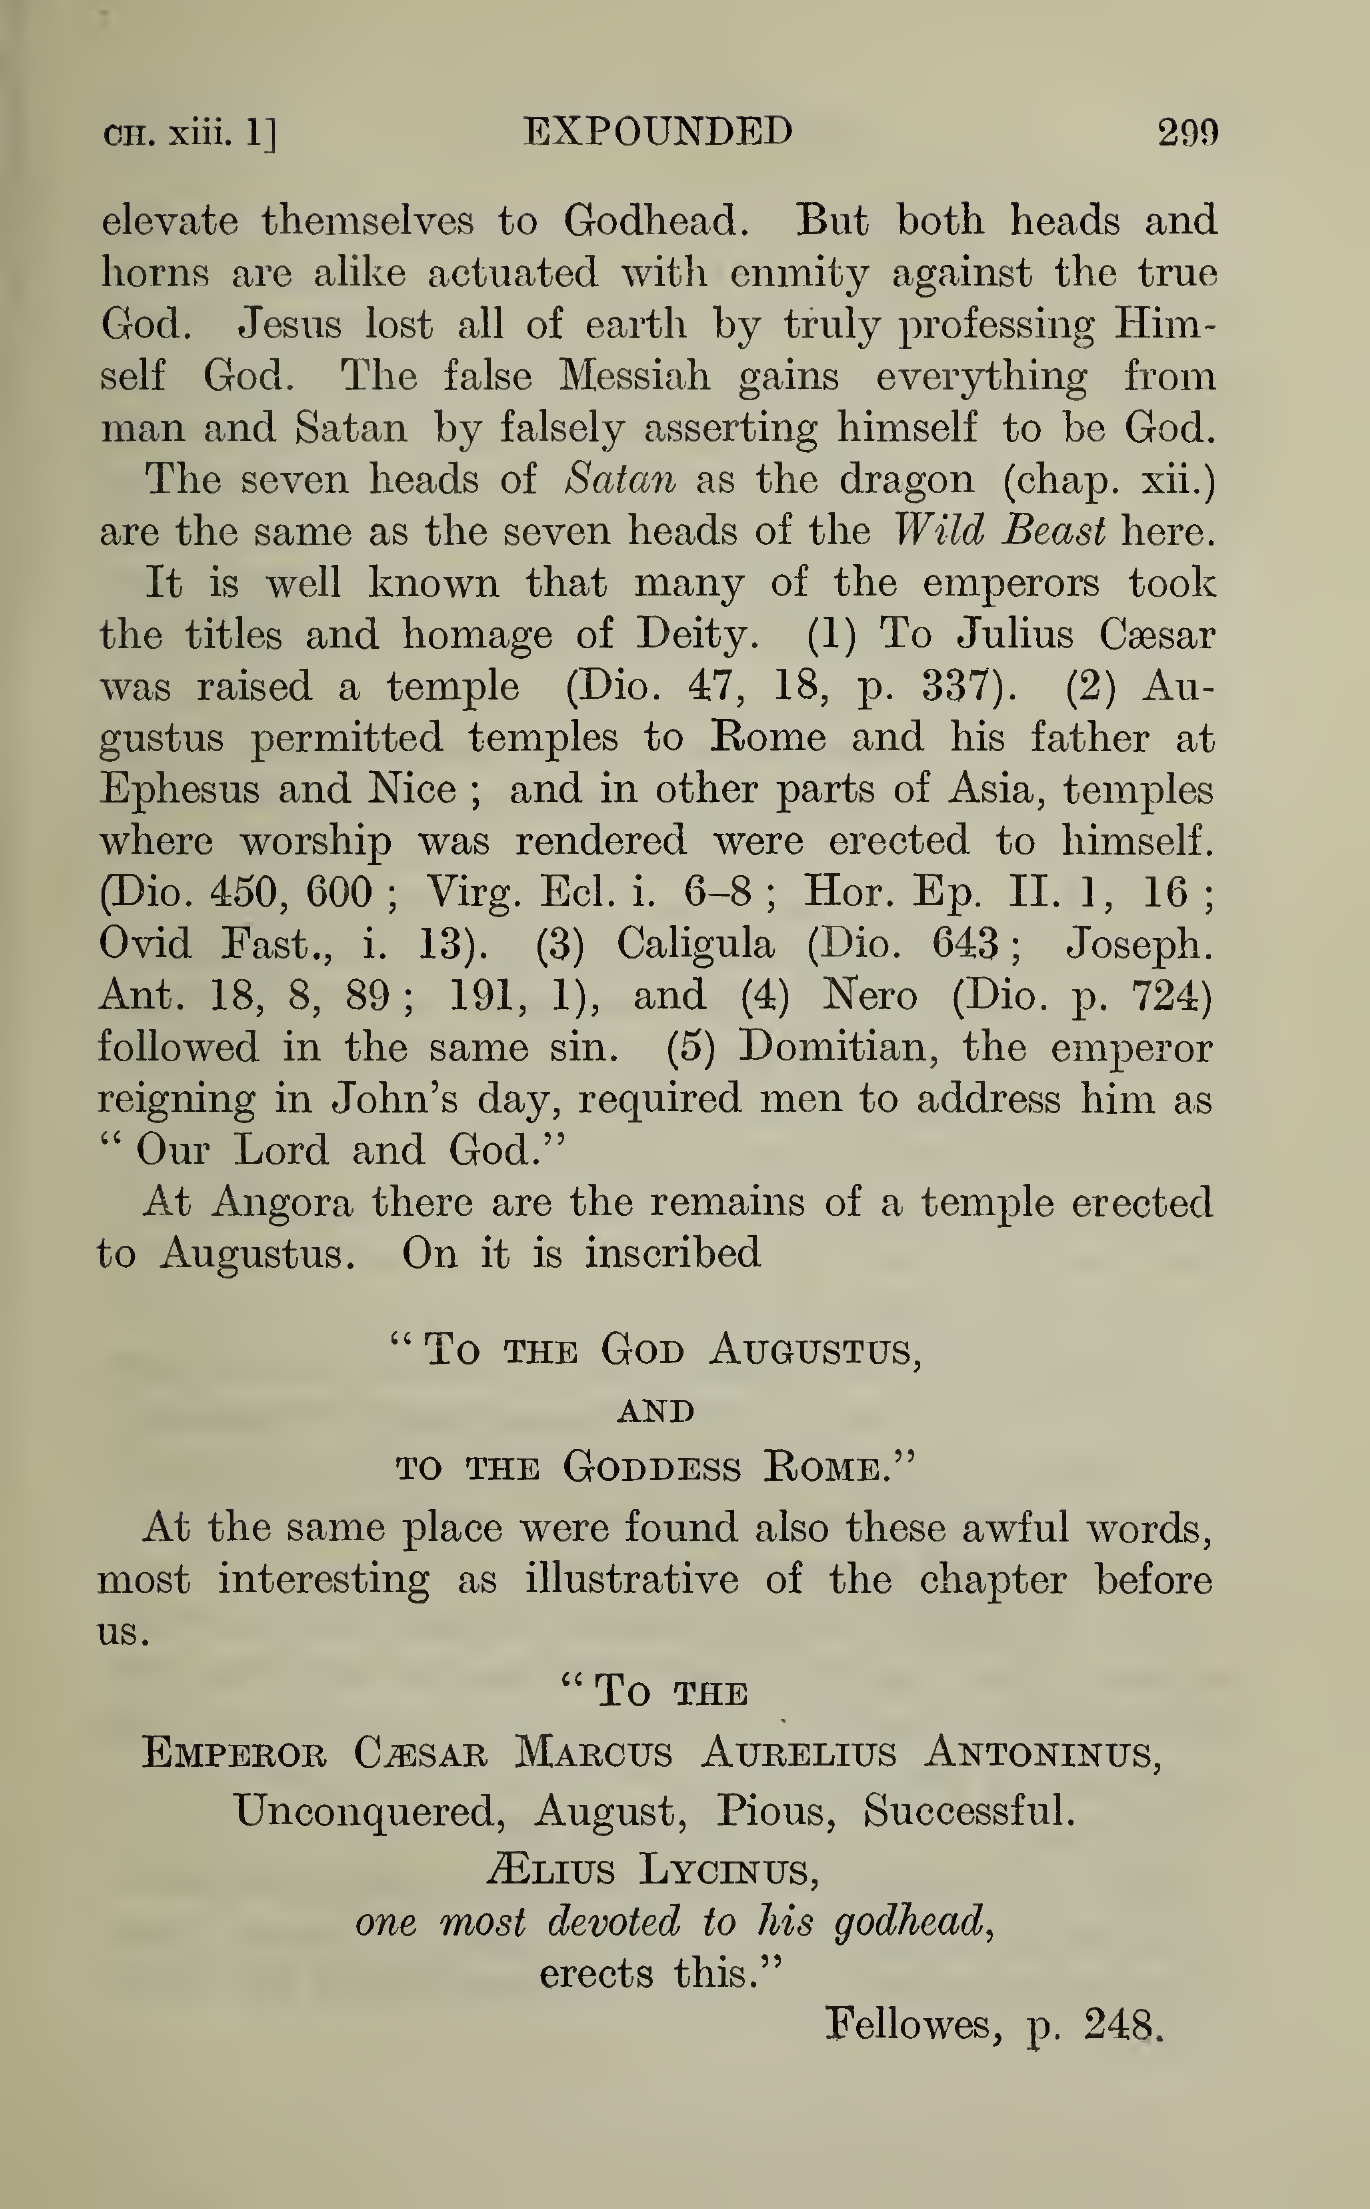 CH. xiii. 1] EXPOUNDED 299
elevate themselves to Godhead. But both heads and
horns are alike actuated with enmity against the true
God. Jesus lost all of earth by truly professing Him-
self God. The false Messiah gains everything from
man and Satan by falsely asserting himself to be God.
The seven heads of Satan as the dragon (chap. xii.)
are the same as the seven heads of the Wild Beast here.
It is well known that many of the emperors took
the titles and homage of Deity. (1) To Julius Cæsar
was raised a temple (Dio. 47, 18, p. 337). (2) Au-
gustus permitted temples to Rome and his father at
Ephesus and Nice ; and in other parts of Asia, temples
where worship was rendered were erected to himself.
(Dio. 450, 600 ; Virg. Ecl. i. 6–8 ; Hor. Ep. II. 1, 16 ;
Ovid Fast., i. 13). (3) Caligula (Dio. 643 ; Joseph.
Ant. 18, 8, 89 ; 191, 1), and (4) Nero (Dio. p. 724)
followed in the same sin. (5) Domitian, the emperor
reigning in John's day, required men to address him as
“ Our Lord and God.”
At Angora there are the remains of a temple erected
to Augustus. On it is inscribed
“ To the God Augustus,
AND
TO THE GODDESS ROME.”
At the same place were found also these awful words,
most interesting as illustrative of the chapter before
us.
“ To the
Emperor Cæsar Marcus Aurelius Antoninus,
Unconquered, August, Pious, Successful.
Ælius Lycinus,
one most devoted to his godhead,
erects this.”
Fellowes, p. 248.